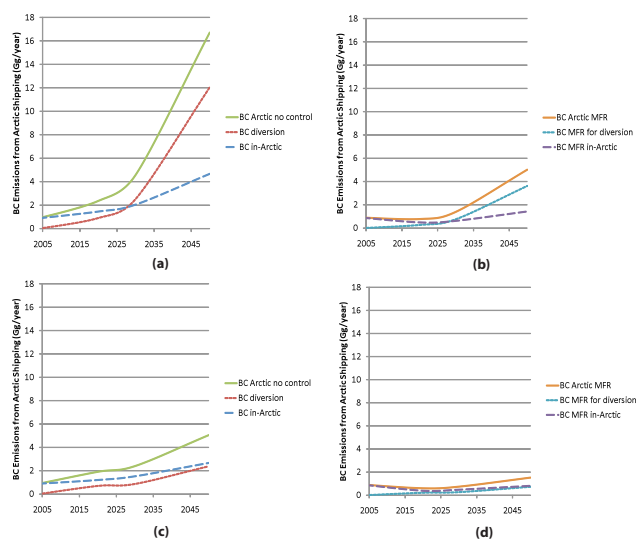 BC Emissions from Arctic Shipping (Gg/year)
18
16
14
12
10
8
6
4
2
0
2005 2015 2025 2035 2045
BC Arctic no control
BC diversion
BC in-Arctic
(a)
BC Emissions from Arctic Shipping (Gg/year)
18
16
14
12
10
8
6
4
2
0
2005 2015 2025 2035 2045
BC Arctic MFR
BC MFR for diversion
BC MFR in-Arctic
(b)
BC Emissions from Arctic Shipping (Gg/year)
18
16
14
12
10
8
6
4
2
0
2005 2015 2025 2035 2045
BC Arctic no control
BC diversion
BC in-Arctic
(c)
BC Emissions from Arctic Shipping (Gg/year)
18
16
14
12
10
8
6
4
2
0
2005 2015 2025 2035 2045
BC Arctic MFR
BC MFR for diversion
BC MFR in-Arctic
(d)